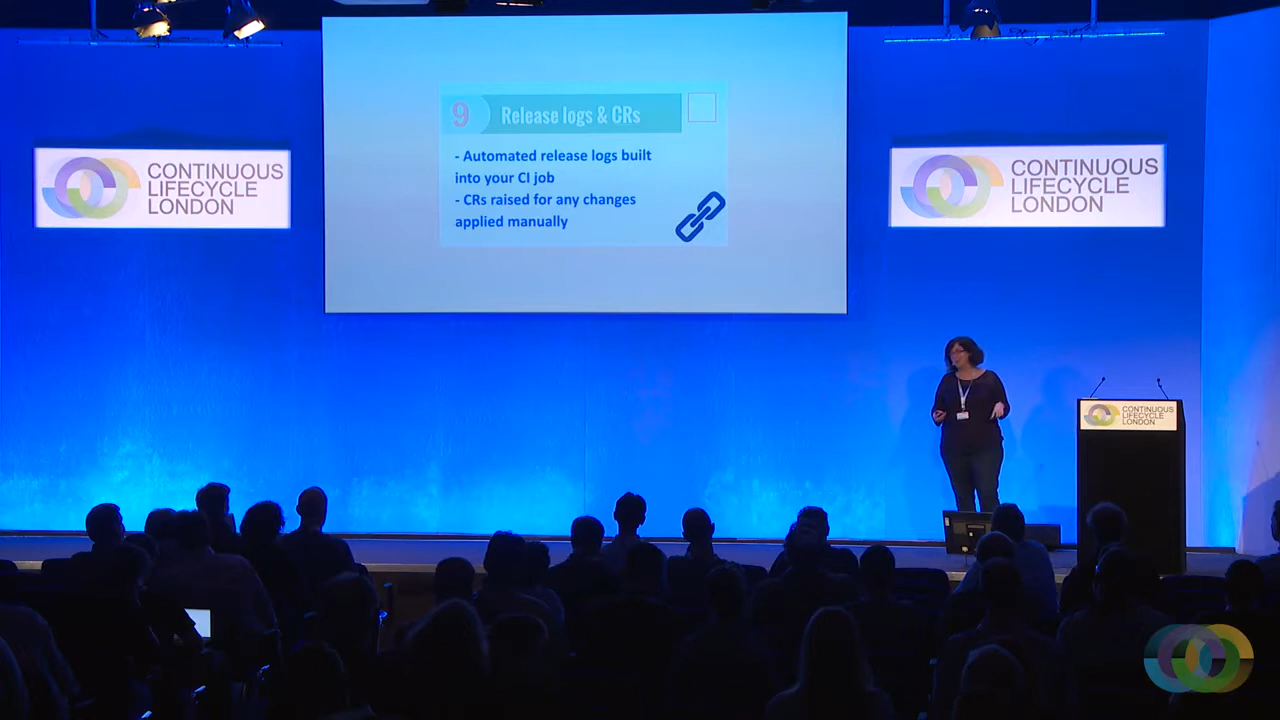 9 Release logs & CRs
- Automated release logs built
into your CI job
- CRs raised for any changes
applied manually
CONTINUOUS
LIFECYCLE
LONDON
CONTINUOUS
LIFECYCLE
LONDON
CONTINUOUS
LIFECYCLE
LONDON